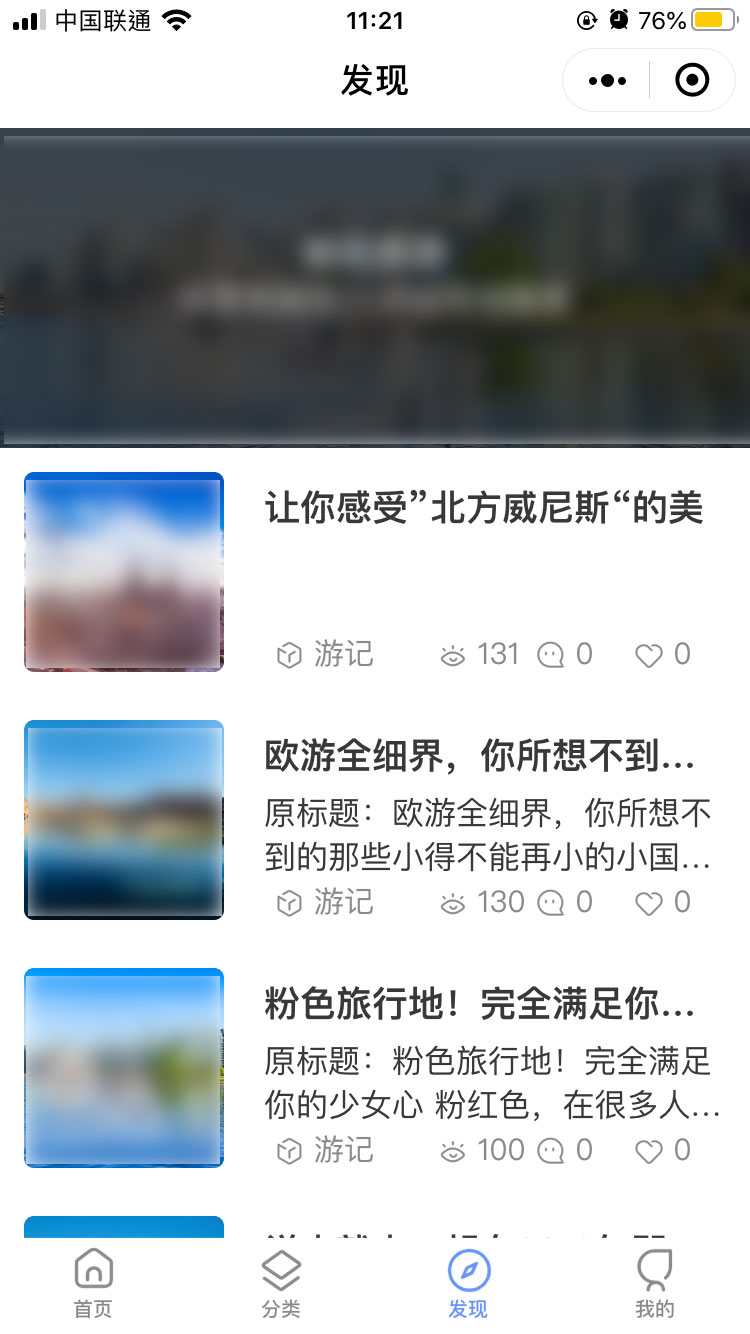 中国联通 11:21 76%
发现
让你感受”北方威尼斯“的美
游记 131 0 0
欧游全细界，你所想不到...
原标题：欧游全细界，你所想不
到的那些小得不能再小的小国...
游记 130 0 0
粉色旅行地！完全满足你...
原标题：粉色旅行地！完全满足
你的少女心 粉红色，在很多人...
游记 100 0 0
首页 分类 发现 我的